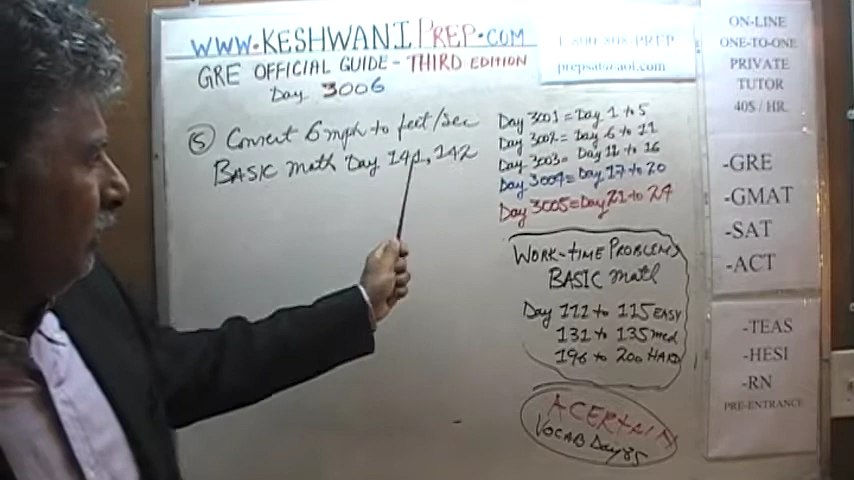 WWW.KESHWANIPREP.COM
GRE OFFICIAL GUIDE - THIRD EDITION
Day 3006
⑤ Convert 6 mph to feet/sec
BASIC math Day 141, 142
1-800-808-PREP
prepsat@aol.com
Day 3001 = Day 1 to 5
Day 3002 = Day 6 to 11
Day 3003 = Day 12 to 16
Day 3004 = Day 17 to 20
Day 3005 = Day 21 to 24
WORK-TIME PROBLEMS
BASIC math
Day 111 to 115 EASY
131 to 135 med
196 to 200 HARD
ACERTAIN
VOCAB Day 85
ON-LINE
ONE-TO-ONE
PRIVATE
TUTOR
40$ / HR.
-GRE
-GMAT
-SAT
-ACT
-TEAS
-HESI
-RN
PRE-ENTRANCE